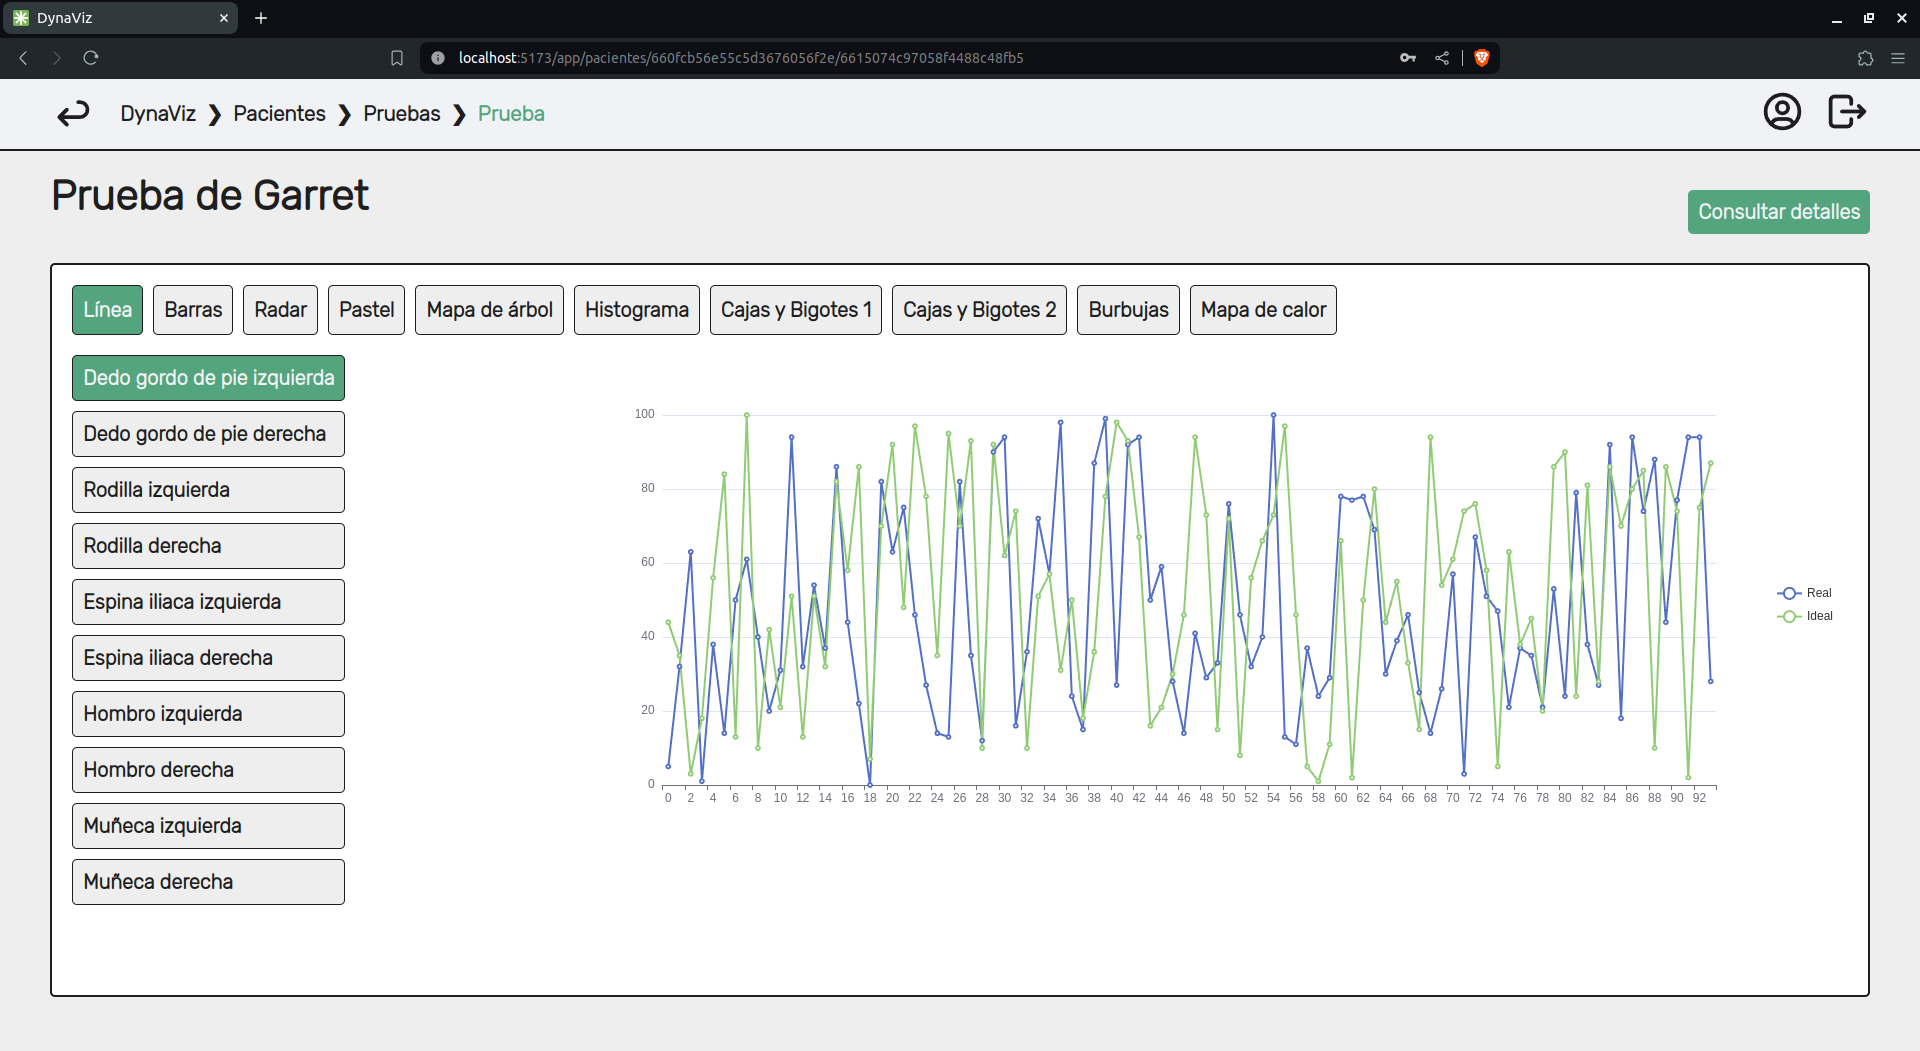 DynaViz
localhost:5173/app/pacientes/660fcb56e55c5d3676056f2e/6615074c97058f4488c48fb5
DynaViz ❯ Pacientes ❯ Pruebas ❯ Prueba
Prueba de Garret
Consultar detalles
Línea Barras Radar Pastel Mapa de árbol Histograma Cajas y Bigotes 1 Cajas y Bigotes 2 Burbujas Mapa de calor
Dedo gordo de pie izquierda
Dedo gordo de pie derecha
Rodilla izquierda
Rodilla derecha
Espina iliaca izquierda
Espina iliaca derecha
Hombro izquierda
Hombro derecha
Muñeca izquierda
Muñeca derecha
100
80
60
40
20
0
0 2 4 6 8 10 12 14 16 18 20 22 24 26 28 30 32 34 36 38 40 42 44 46 48 50 52 54 56 58 60 62 64 66 68 70 72 74 76 78 80 82 84 86 88 90 92
Real
Ideal